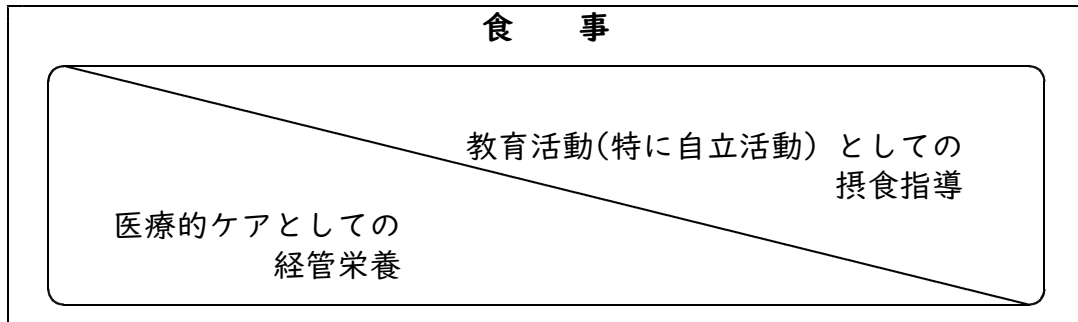 食　事
教育活動(特に自立活動) としての
摂食指導
医療的ケアとしての
経管栄養